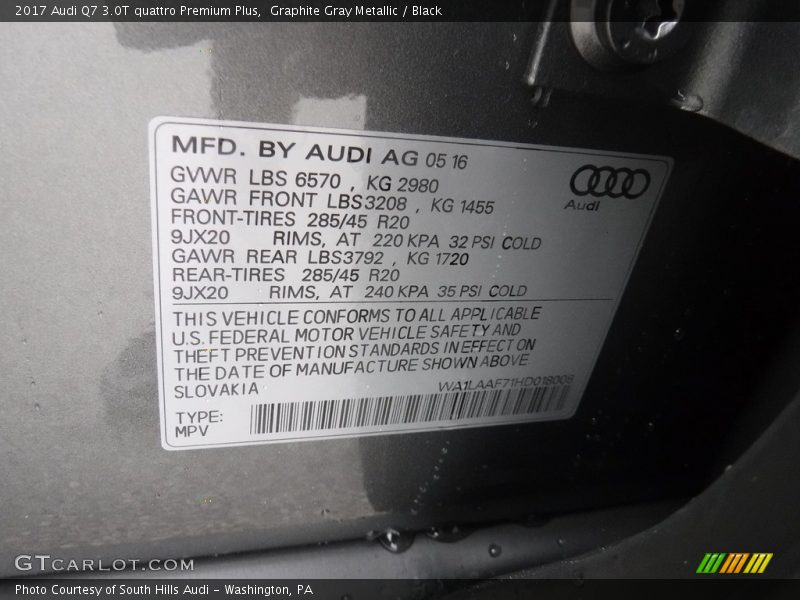 2017 Audi Q7 3.0T quattro Premium Plus,  Graphite Gray Metallic / Black
MFD. BY AUDI AG 05 16
GVWR LBS 6570 , KG 2980
GAWR FRONT LBS3208 , KG 1455
FRONT-TIRES 285/45 R20
9JX20 RIMS, AT 220 KPA 32 PSI COLD
GAWR REAR LBS3792 , KG 1720
REAR-TIRES 285/45 R20
9JX20 RIMS, AT 240 KPA 35 PSI COLD
Audi
THIS VEHICLE CONFORMS TO ALL APPLICABLE
U.S. FEDERAL MOTOR VEHICLE SAFETY AND
THEFT PREVENTION STANDARDS IN EFFECT ON
THE DATE OF MANUFACTURE SHOWN ABOVE
SLOVAKIA WA1LAAF71HD018008
TYPE:
MPV
GTCARLOT.COM
Photo Courtesy of South Hills Audi - Washington, PA